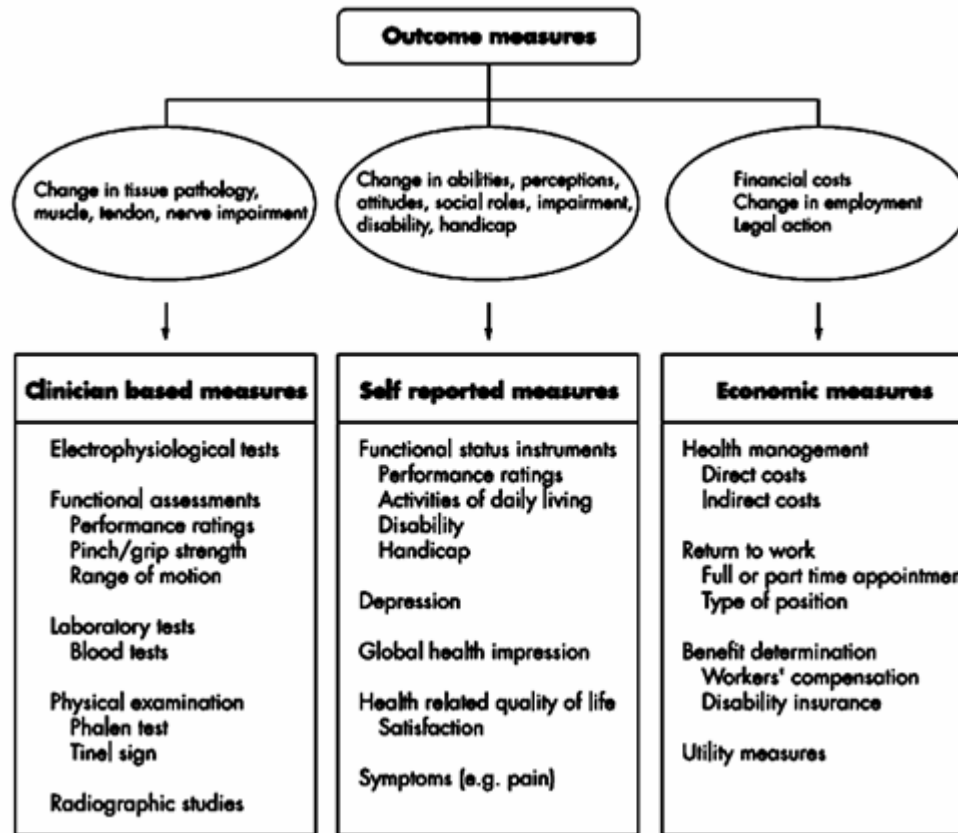 Outcome measures
Change in tissue pathology,
muscle, tendon, nerve impairment
Change in abilities, perceptions,
attitudes, social roles, impairment,
disability, handicap
Financial costs
Change in employment
Legal action
Clinician based measures
Electrophysiological tests
Functional assessments
Performance ratings
Pinch/grip strength
Range of motion
Laboratory tests
Blood tests
Physical examination
Phalen test
Tinel sign
Radiographic studies
Self reported measures
Functional status instruments
Performance ratings
Activities of daily living
Disability
Handicap
Depression
Global health impression
Health related quality of life
Satisfaction
Symptoms (e.g. pain)
Economic measures
Health management
Direct costs
Indirect costs
Return to work
Full or part time appointmen
Type of position
Benefit determination
Workers' compensation
Disability insurance
Utility measures